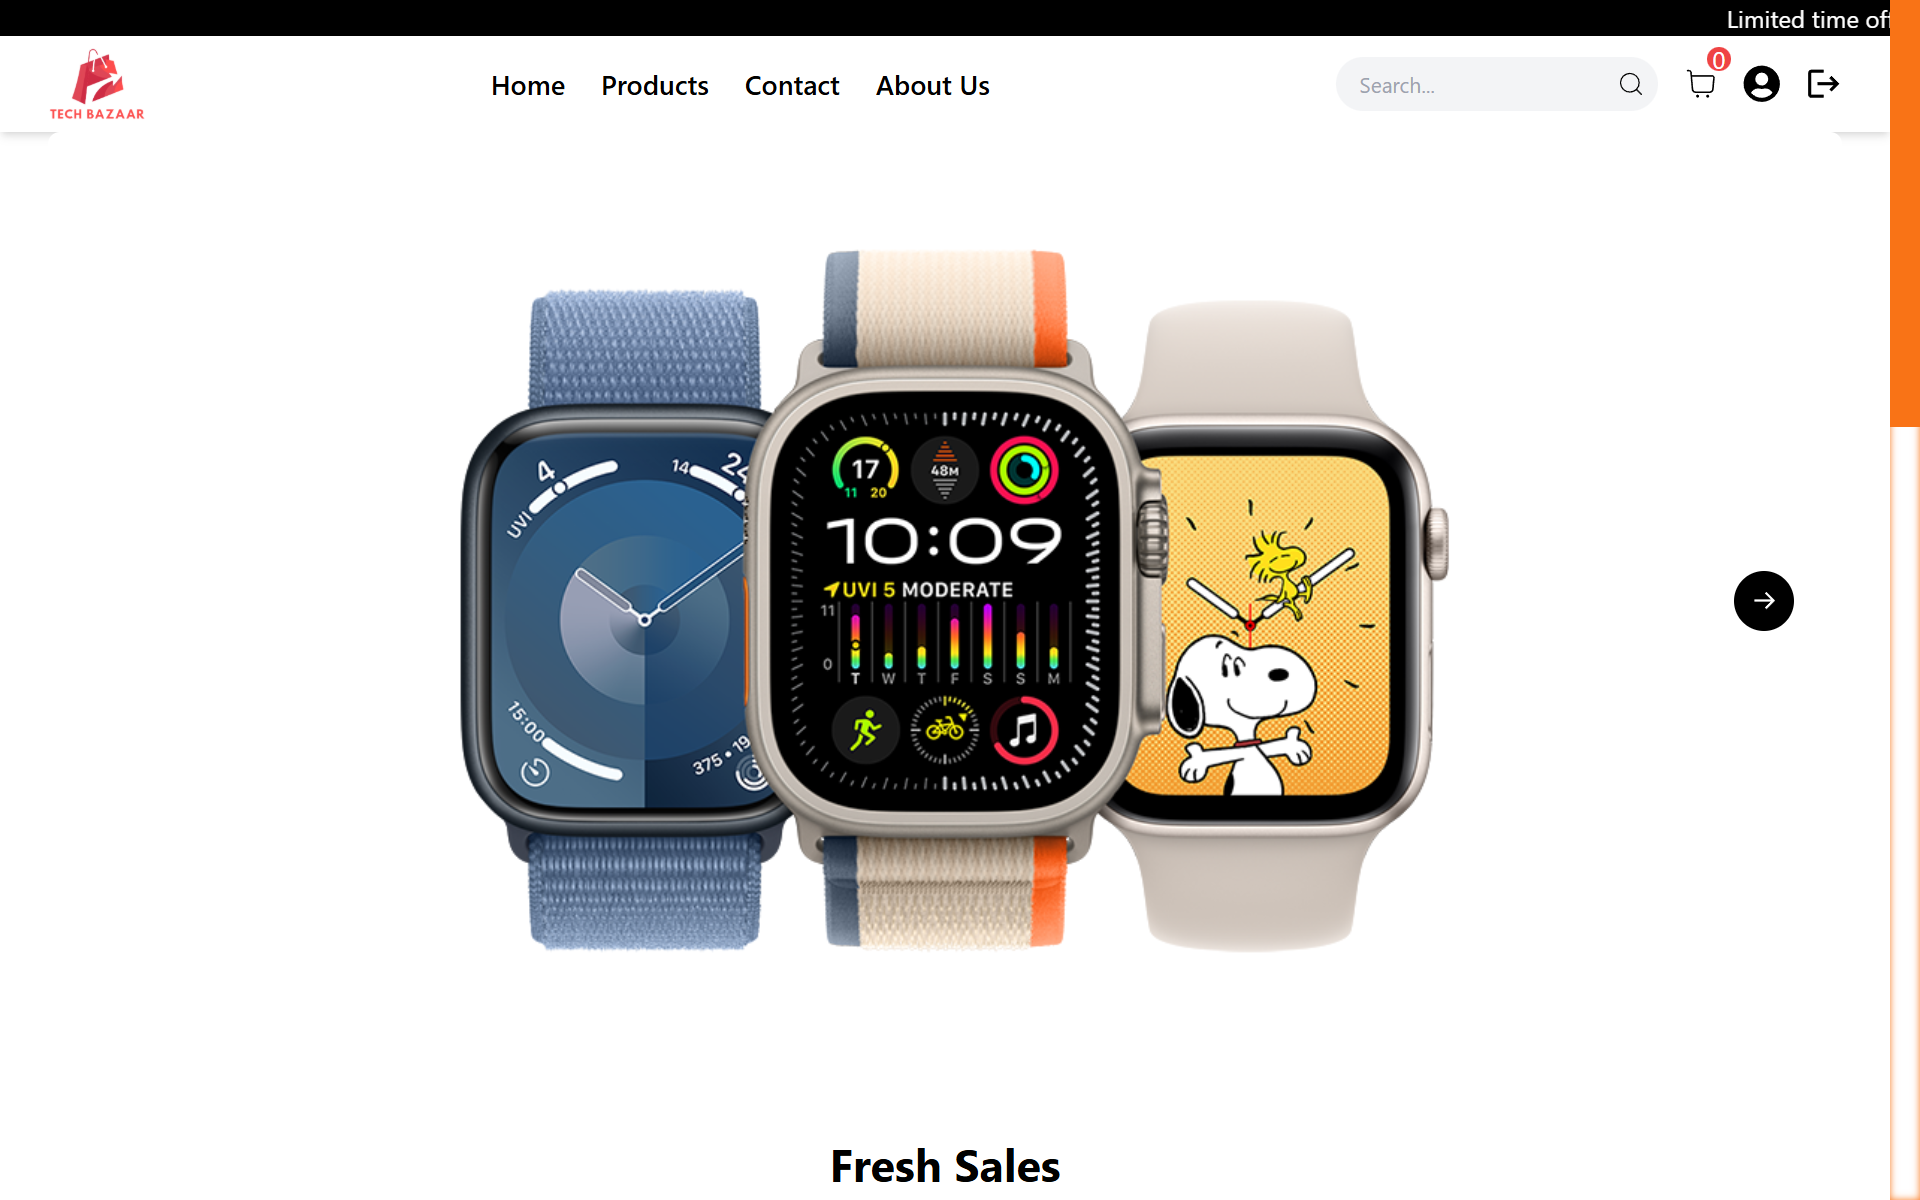 Limited time of
TECH BAZAAR
Home Products Contact About Us
Search...
0
4
UVI
14
15:00
375 • 19
17
11 20
48M
10:09
UVI 5 MODERATE
11
0
T W T F S S M
Fresh Sales